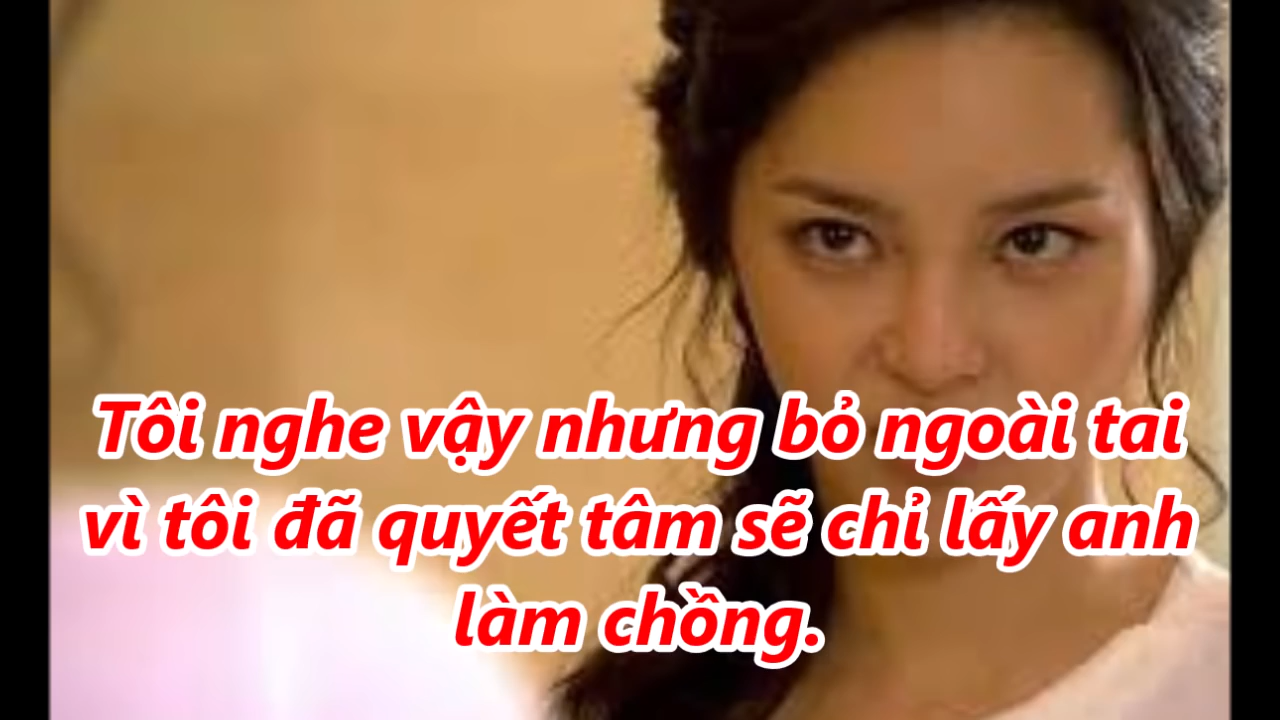 Tôi nghe vậy nhưng bỏ ngoài tai
vì tôi đã quyết tâm sẽ chỉ lấy anh
làm chồng.